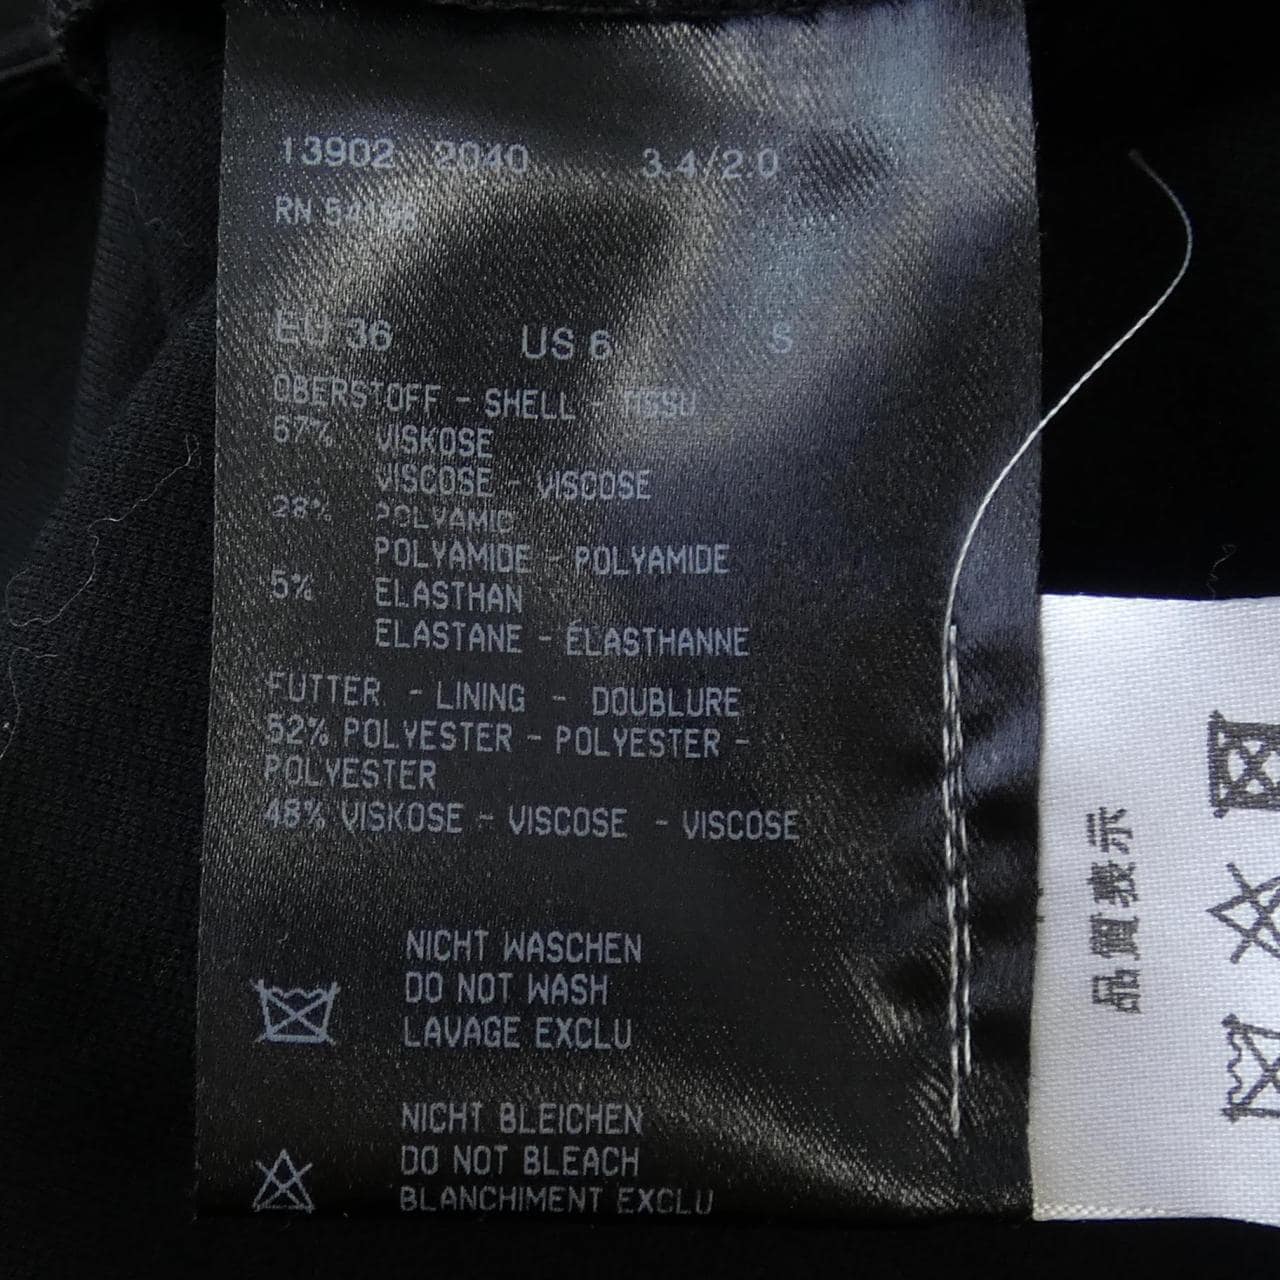 13902 2040 3.4/2.0
RN
EU 36 US 6 S
OBERSTOFF - SHELL - TISSU
67% VISKOSE
VISCOSE - VISCOSE
28% POLYAMID
POLYAMIDE - POLYAMIDE
5% ELASTHAN
ELASTANE - ÉLASTHANNE
FUTTER - LINING - DOUBLURE
52% POLYESTER - POLYESTER -
POLYESTER
48% VISKOSE - VISCOSE - VISCOSE
NICHT WASCHEN
DO NOT WASH
LAVAGE EXCLU
NICHT BLEICHEN
DO NOT BLEACH
BLANCHIMENT EXCLU
品質表示